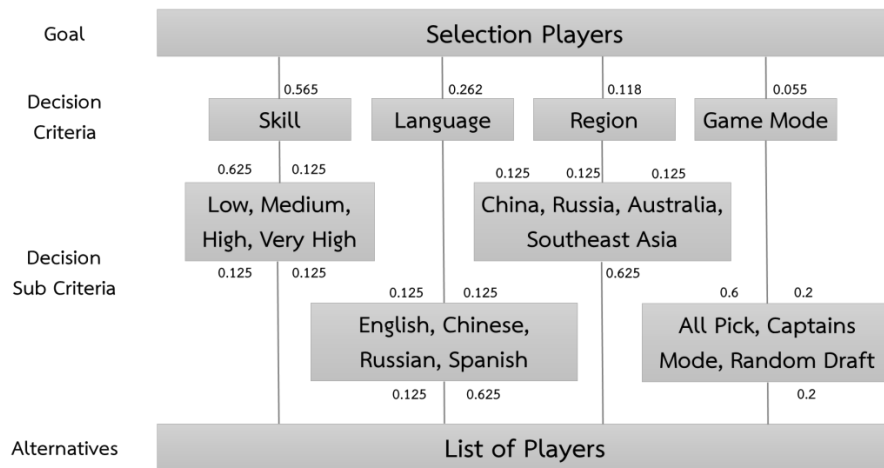 Goal
Selection Players
0.565
0.262
0.118
0.055
Decision
Criteria
Skill
Language
Region
Game Mode
0.625
0.125
0.125
0.125
0.125
Low, Medium,
High, Very High
China, Russia, Australia,
Southeast Asia
Decision
Sub Criteria
0.125
0.125
0.625
0.125
0.125
0.6
0.2
English, Chinese,
Russian, Spanish
All Pick, Captains
Mode, Random Draft
0.125
0.625
0.2
Alternatives
List of Players